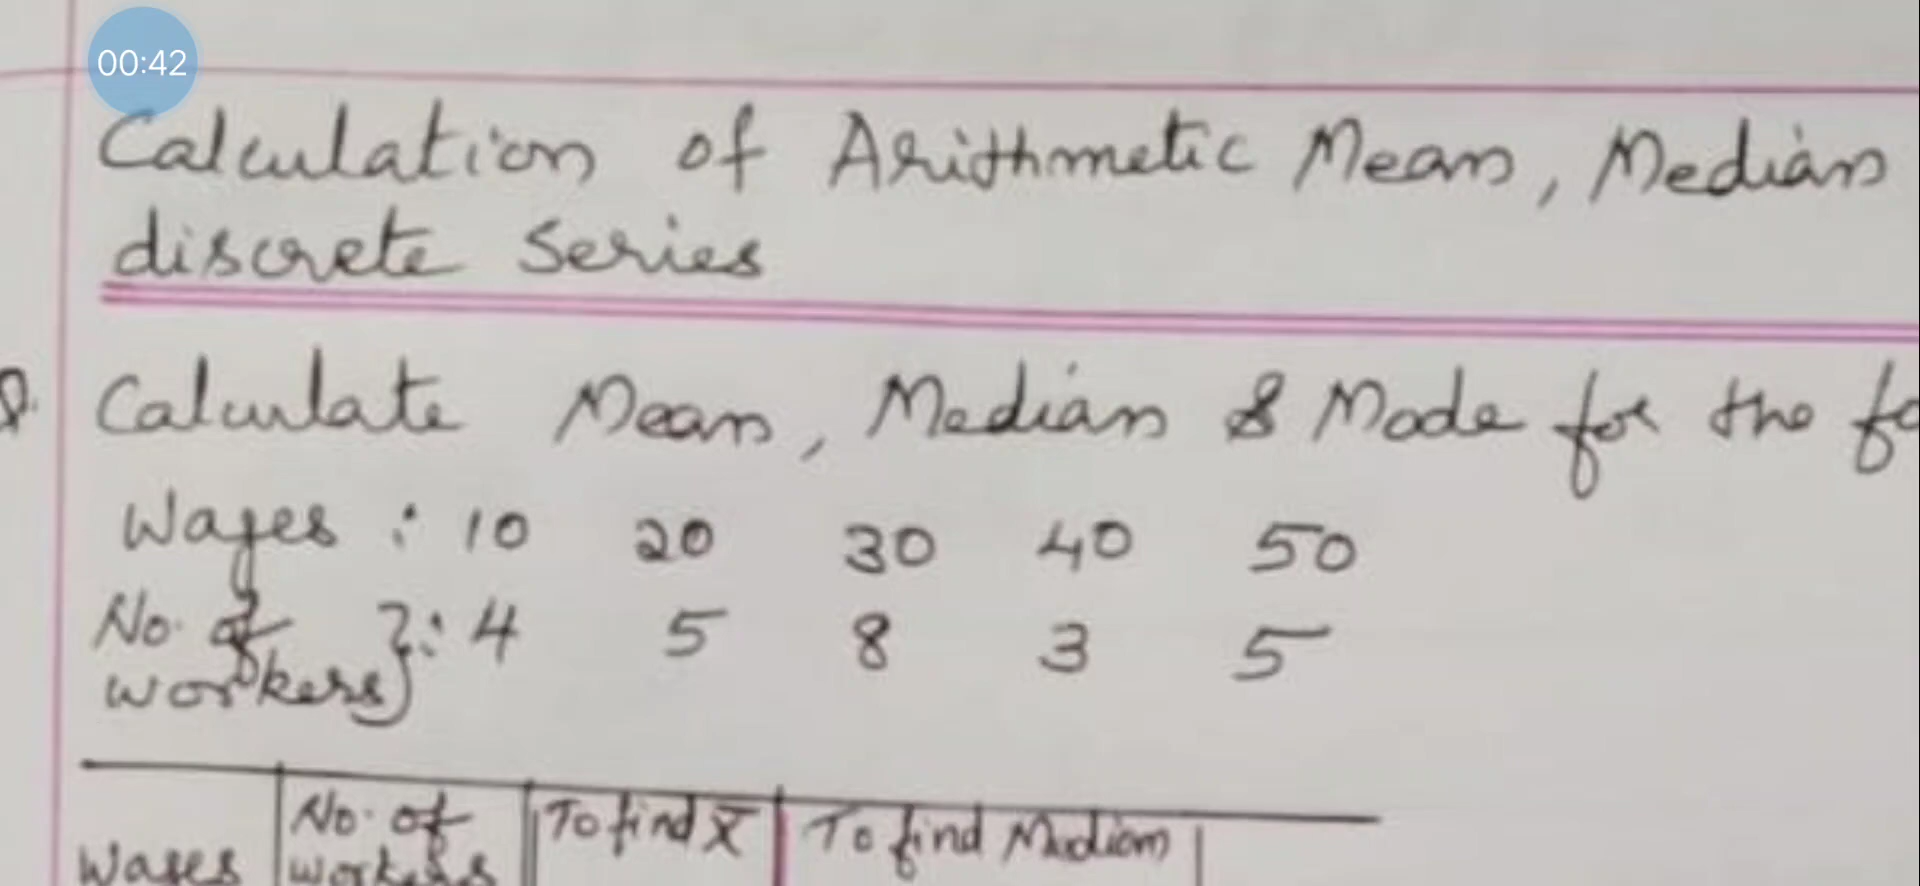 00:42
Calculation of Arithmetic Mean, Median
discrete series
Q. Calculate Mean, Median & Mode for the fo
Wages : 10 20 30 40 50
No. of workers}: 4 5 8 3 5
Wages No. of workers To find x̅ To find Median